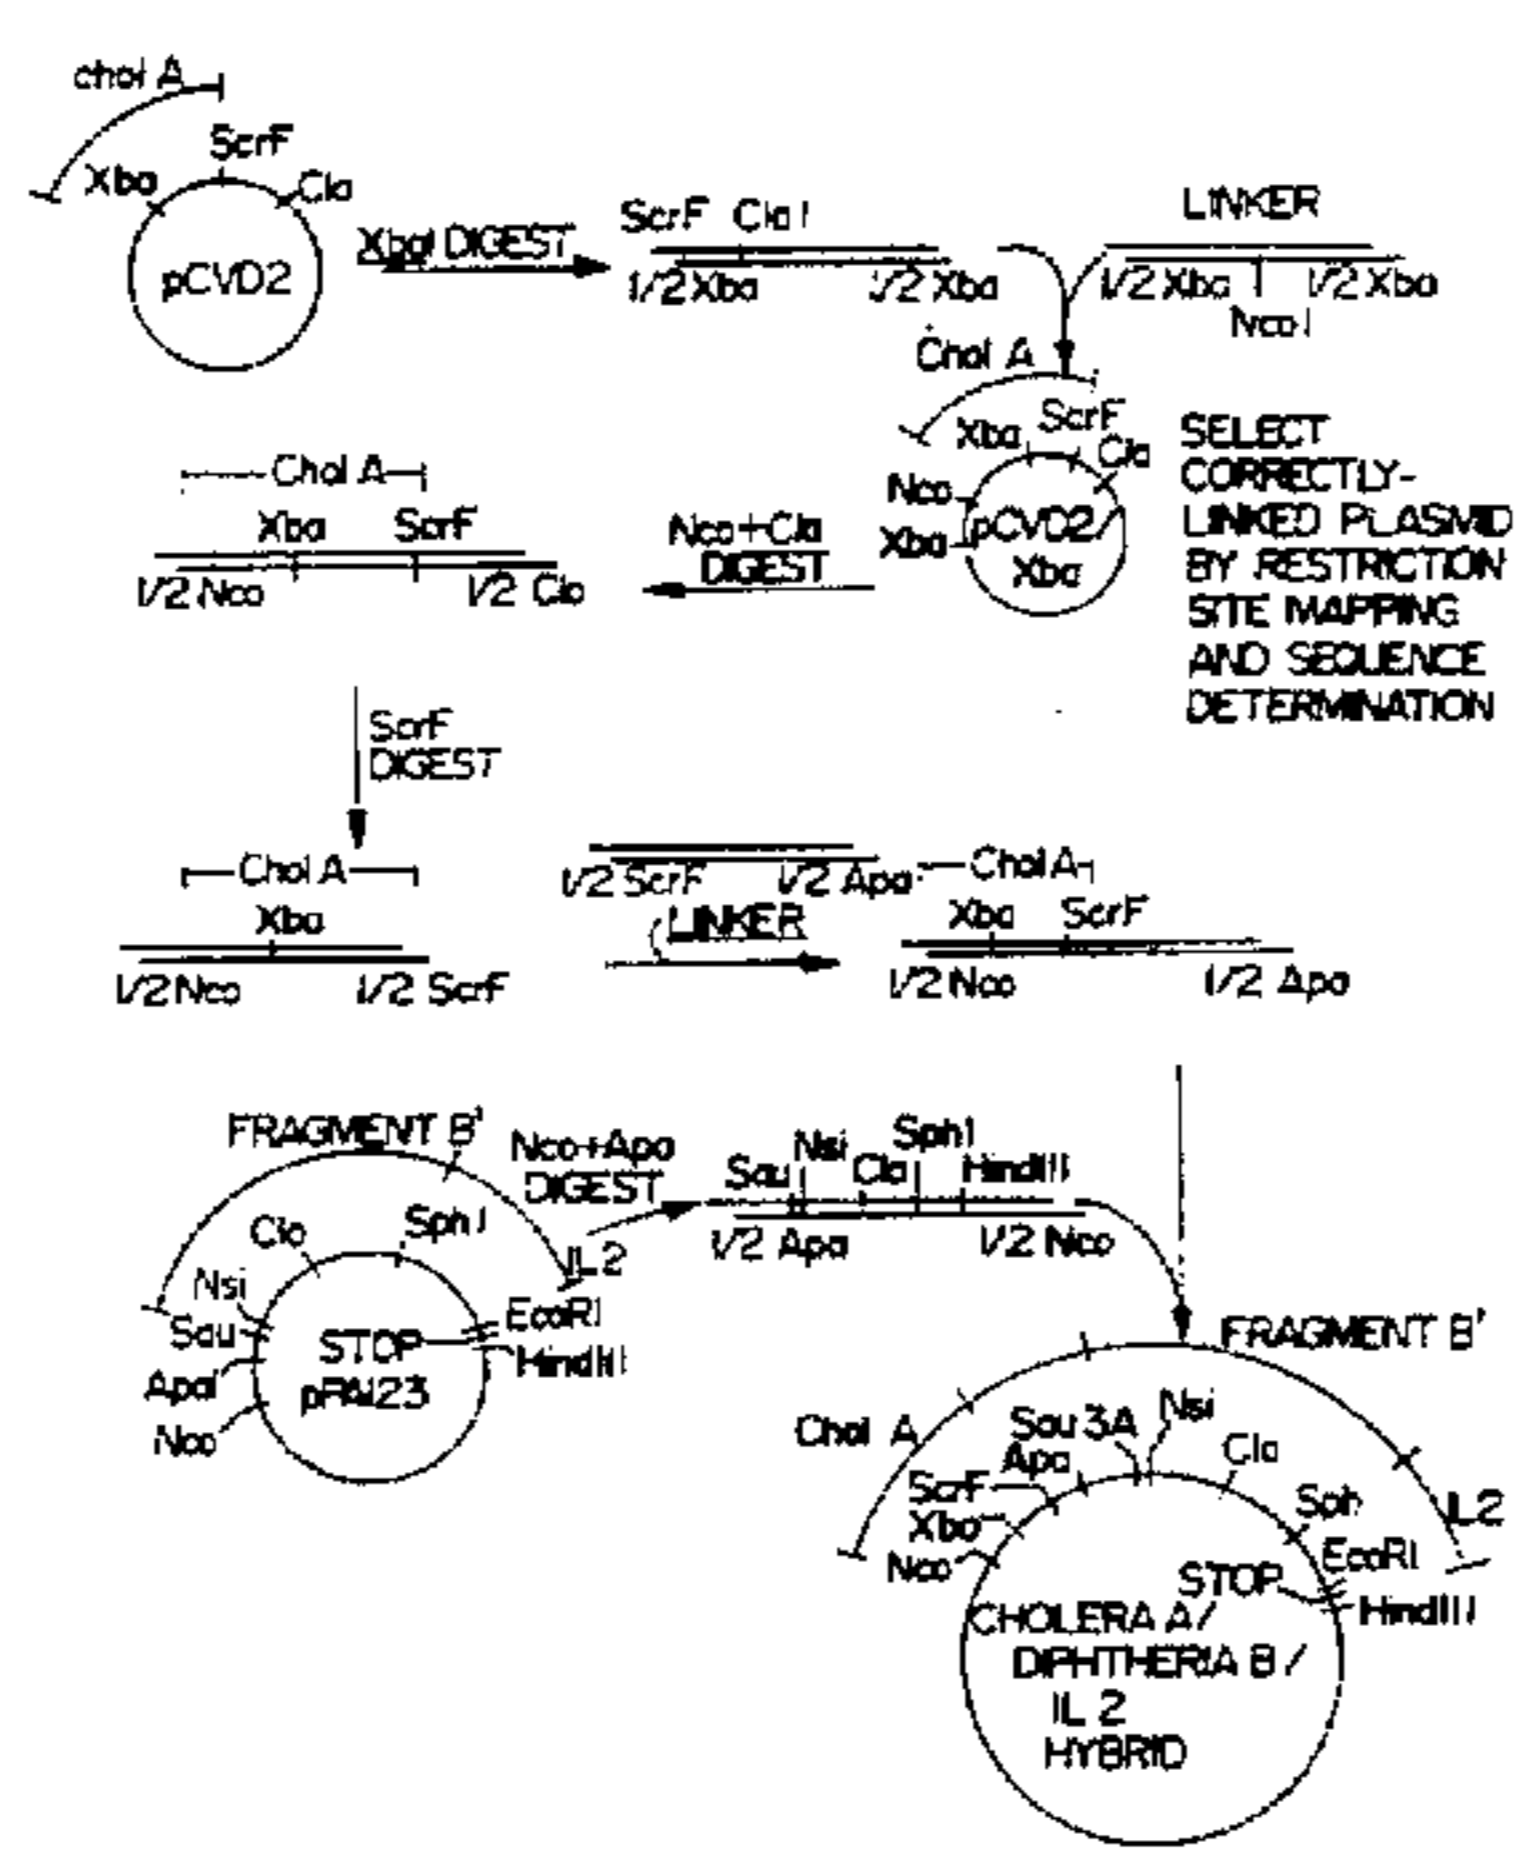 chol A
ScrF
Xba
Cla
pCVD2
XbaI DIGEST
ScrF ClaI
1/2 Xba
1/2 Xba
LINKER
1/2 Xba
1/2 Xba
NcoI
Chol A
Xba
ScrF
Cla
Nco
Xba
pCVD2/
Xba
SELECT
CORRECTLY-
LINKED PLASMID
BY RESTRICTION
SITE MAPPING
AND SEQUENCE
DETERMINATION
Nco+Cla
DIGEST
Chol A
Xba
ScrF
1/2 Nco
1/2 Cla
ScrF
DIGEST
Chol A
Xba
1/2 Nco
1/2 ScrF
1/2 ScrF
1/2 Apa
LINKER
Chol A
Xba
ScrF
1/2 Nco
1/2 Apa
FRAGMENT B'
Cla
SphI
Nsi
Sau
ApaI
Nco
IL2
EcoRI
HindIII
STOP
Nco+Apa
DIGEST
Sau
Nsi
Cla
SphI
HindIII
1/2 Apa
1/2 Nco
FRAGMENT B'
Chol A
Sau 3A
Nsi
Apa
Cla
ScrF
Xba
Nco
Sph
IL2
EcoRI
STOP
HindIII
CHOLERA A/
DIPHTHERIA B/
IL 2
HYBRID